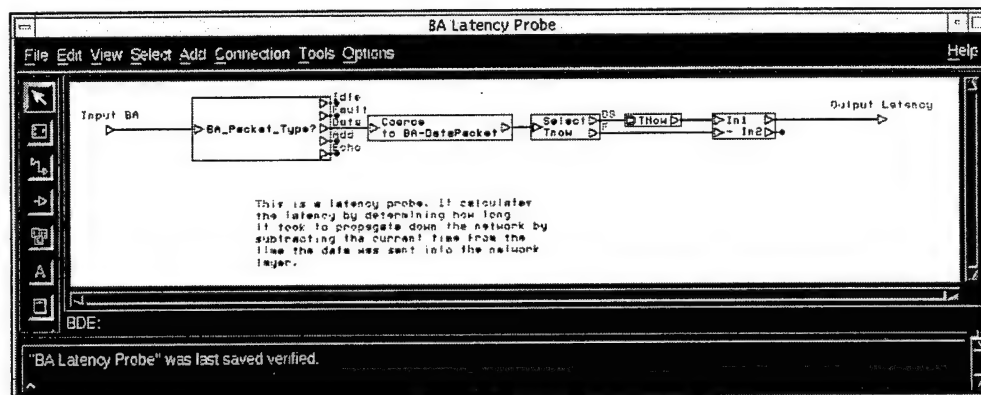 BA Latency Probe
File Edit View Select Add Connection Tools Options Help
Input BA
BA_Packet_Type?
Idle
Fault
Data
Add
Echo
Coerce
to BA-DataPacket
Select
Tnow
DS
F
TNow
In1
- In2
Output Latency
This is a latency probe. It calculates
the latency by determining how long
it took to propagate down the network by
subtracting the current time from the
time the data was sent into the network
layer.
A
BDE:
"BA Latency Probe" was last saved verified.
^